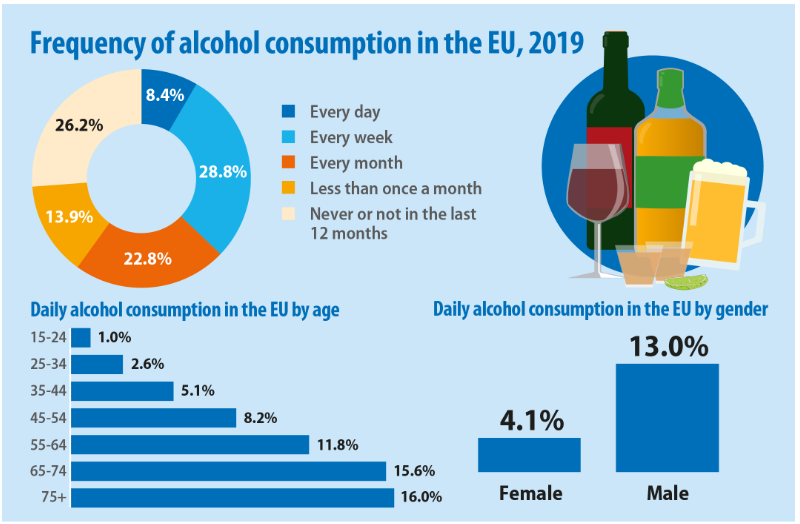 Frequency of alcohol consumption in the EU, 2019
8.4%
28.8%
22.8%
13.9%
26.2%
Every day
Every week
Every month
Less than once a month
Never or not in the last
12 months
Daily alcohol consumption in the EU by age
15-24 1.0%
25-34 2.6%
35-44 5.1%
45-54 8.2%
55-64 11.8%
65-74 15.6%
75+ 16.0%
Daily alcohol consumption in the EU by gender
4.1%
13.0%
Female
Male